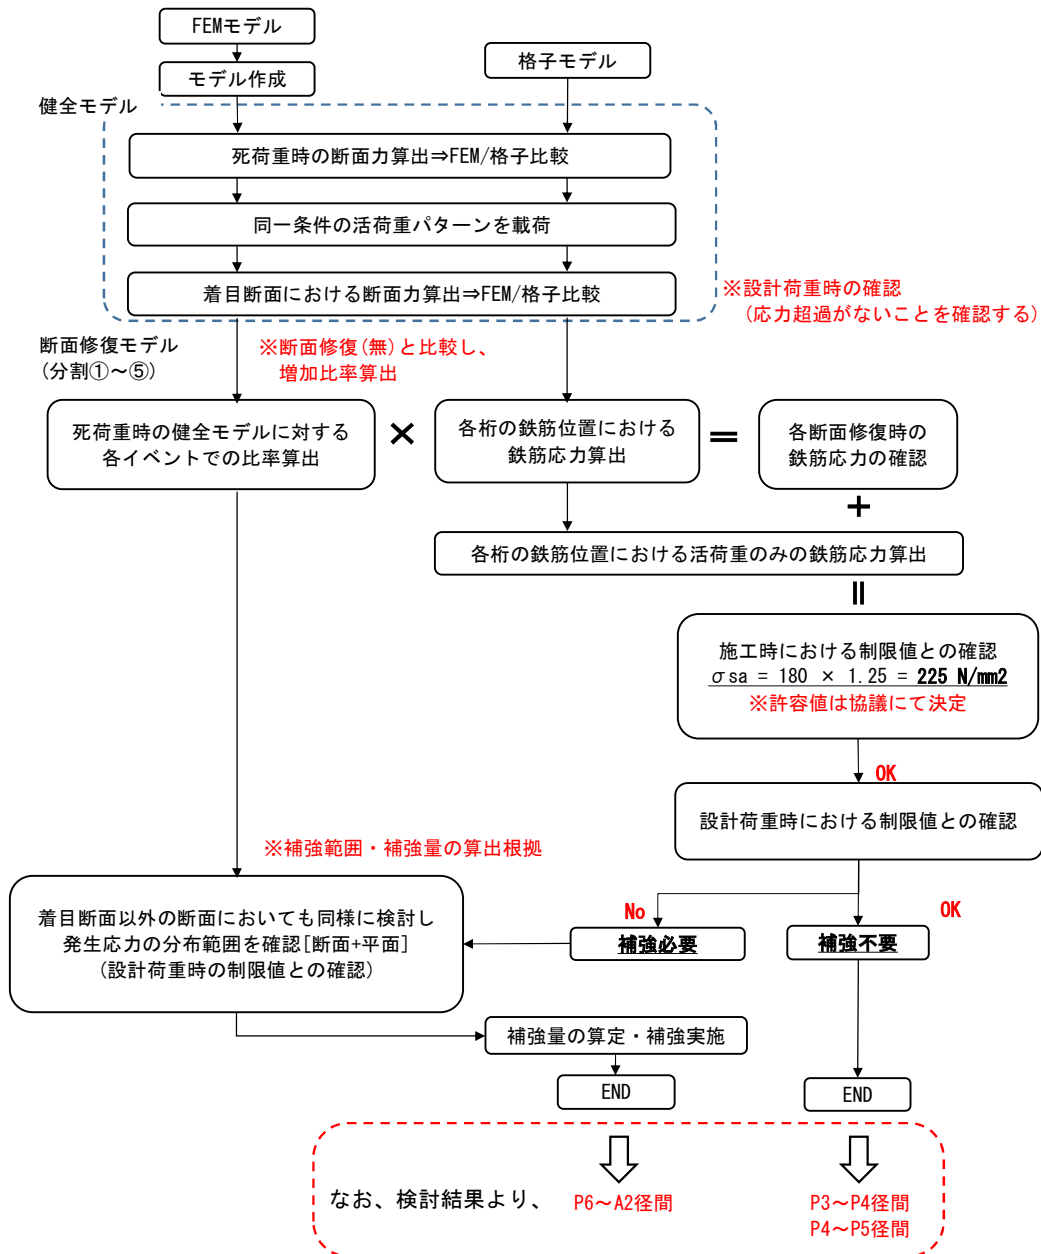 FEMモデル
格子モデル
モデル作成
健全モデル
死荷重時の断面力算出⇒FEM/格子比較
同一条件の活荷重パターンを載荷
着目断面における断面力算出⇒FEM/格子比較
※設計荷重時の確認
(応力超過がないことを確認する)
断面修復モデル
(分割①～⑤)
※断面修復(無)と比較し、
増加比率算出
死荷重時の健全モデルに対する
各イベントでの比率算出
×
各桁の鉄筋位置における
鉄筋応力算出
＝
各断面修復時の
鉄筋応力の確認
＋
各桁の鉄筋位置における活荷重のみの鉄筋応力算出
||
施工時における制限値との確認
σsa = 180 × 1.25 = 225 N/mm2
※許容値は協議にて決定
OK
設計荷重時における制限値との確認
※補強範囲・補強量の算出根拠
着目断面以外の断面においても同様に検討し
発生応力の分布範囲を確認[断面+平面]
(設計荷重時の制限値との確認)
No
OK
補強必要
補強不要
補強量の算定・補強実施
END
END
なお、検討結果より、
P6～A2径間
P3～P4径間
P4～P5径間